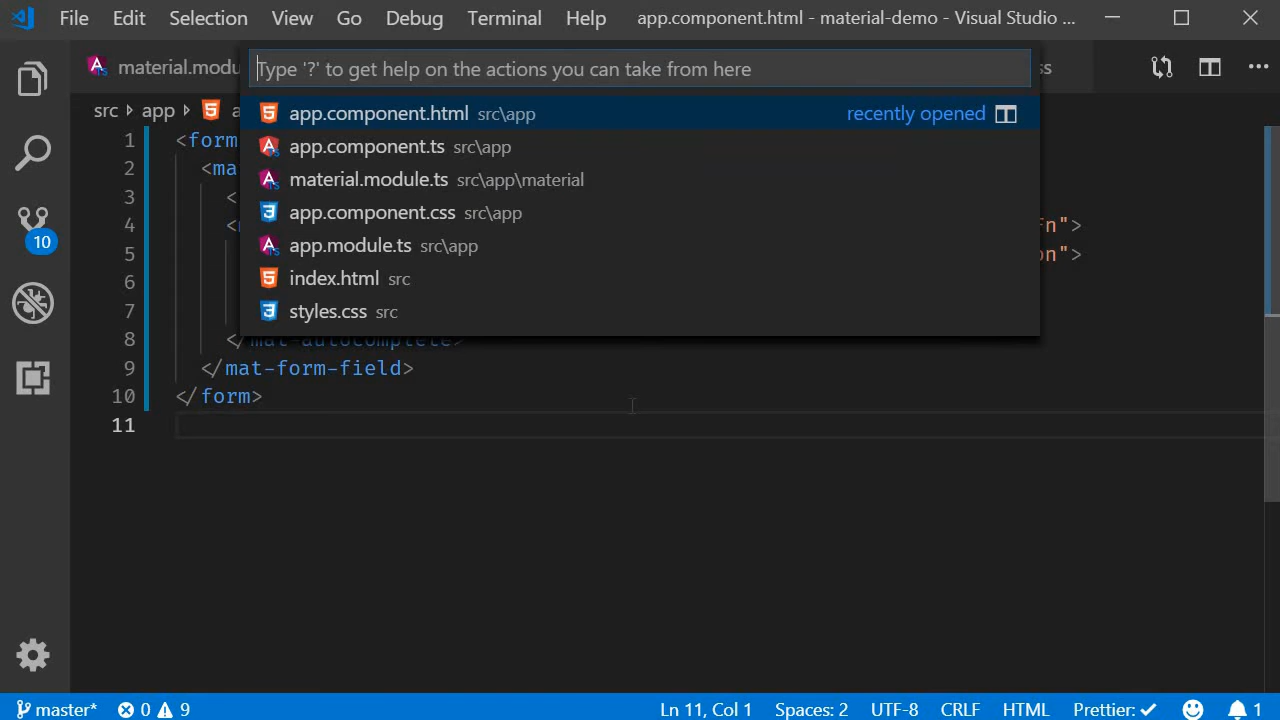 File Edit Selection View Go Debug Terminal Help app.component.html - material-demo - Visual Studio ...
material.modu ss
Type '?' to get help on the actions you can take from here
src › app › a
app.component.html src\app recently opened
app.component.ts src\app
material.module.ts src\app\material
app.component.css src\app
app.module.ts src\app
index.html src
styles.css src
1 <form
2 <ma
3 <
4 < fn">
5 on">
6
7
8 </mat-autocomplete>
9 </mat-form-field>
10 </form>
11
10
master* 0 9 Ln 11, Col 1 Spaces: 2 UTF-8 CRLF HTML Prettier: ✓ 1